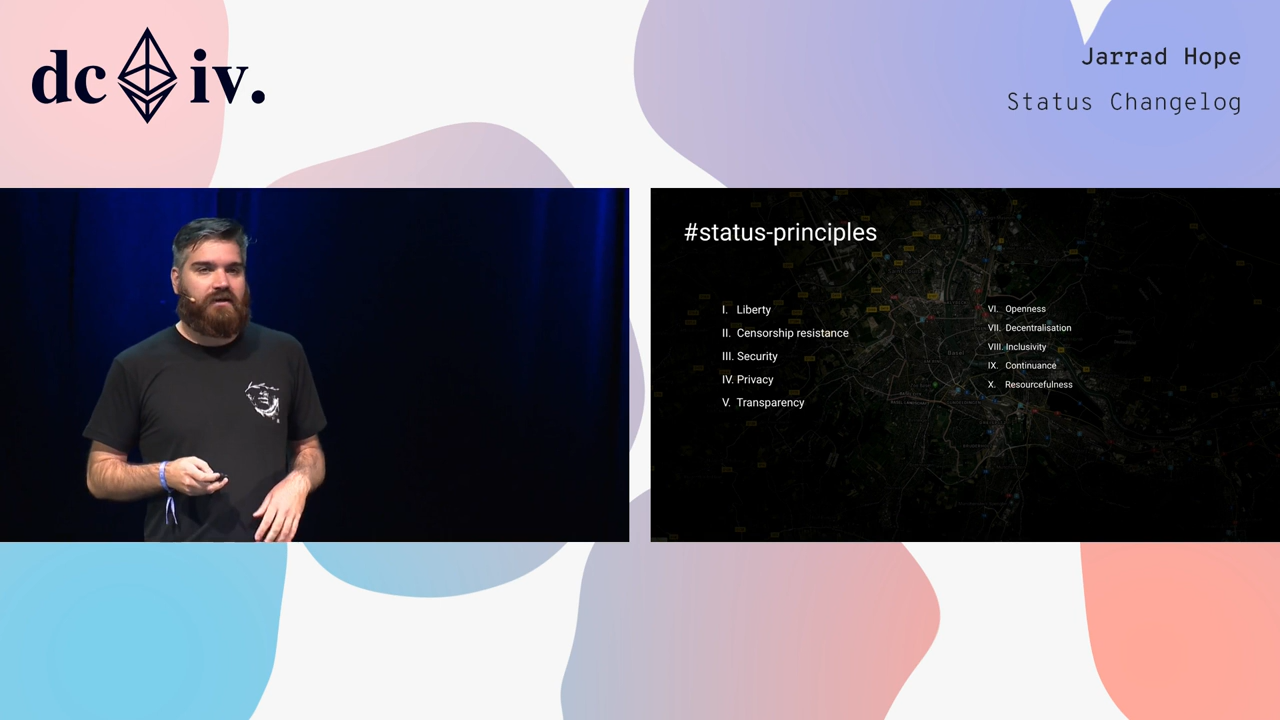 dc iv.
Jarrad Hope
Status Changelog
#status-principles
I. Liberty
II. Censorship resistance
III. Security
IV. Privacy
V. Transparency
VI. Openness
VII. Decentralisation
VIII. Inclusivity
IX. Continuance
X. Resourcefulness
Basel